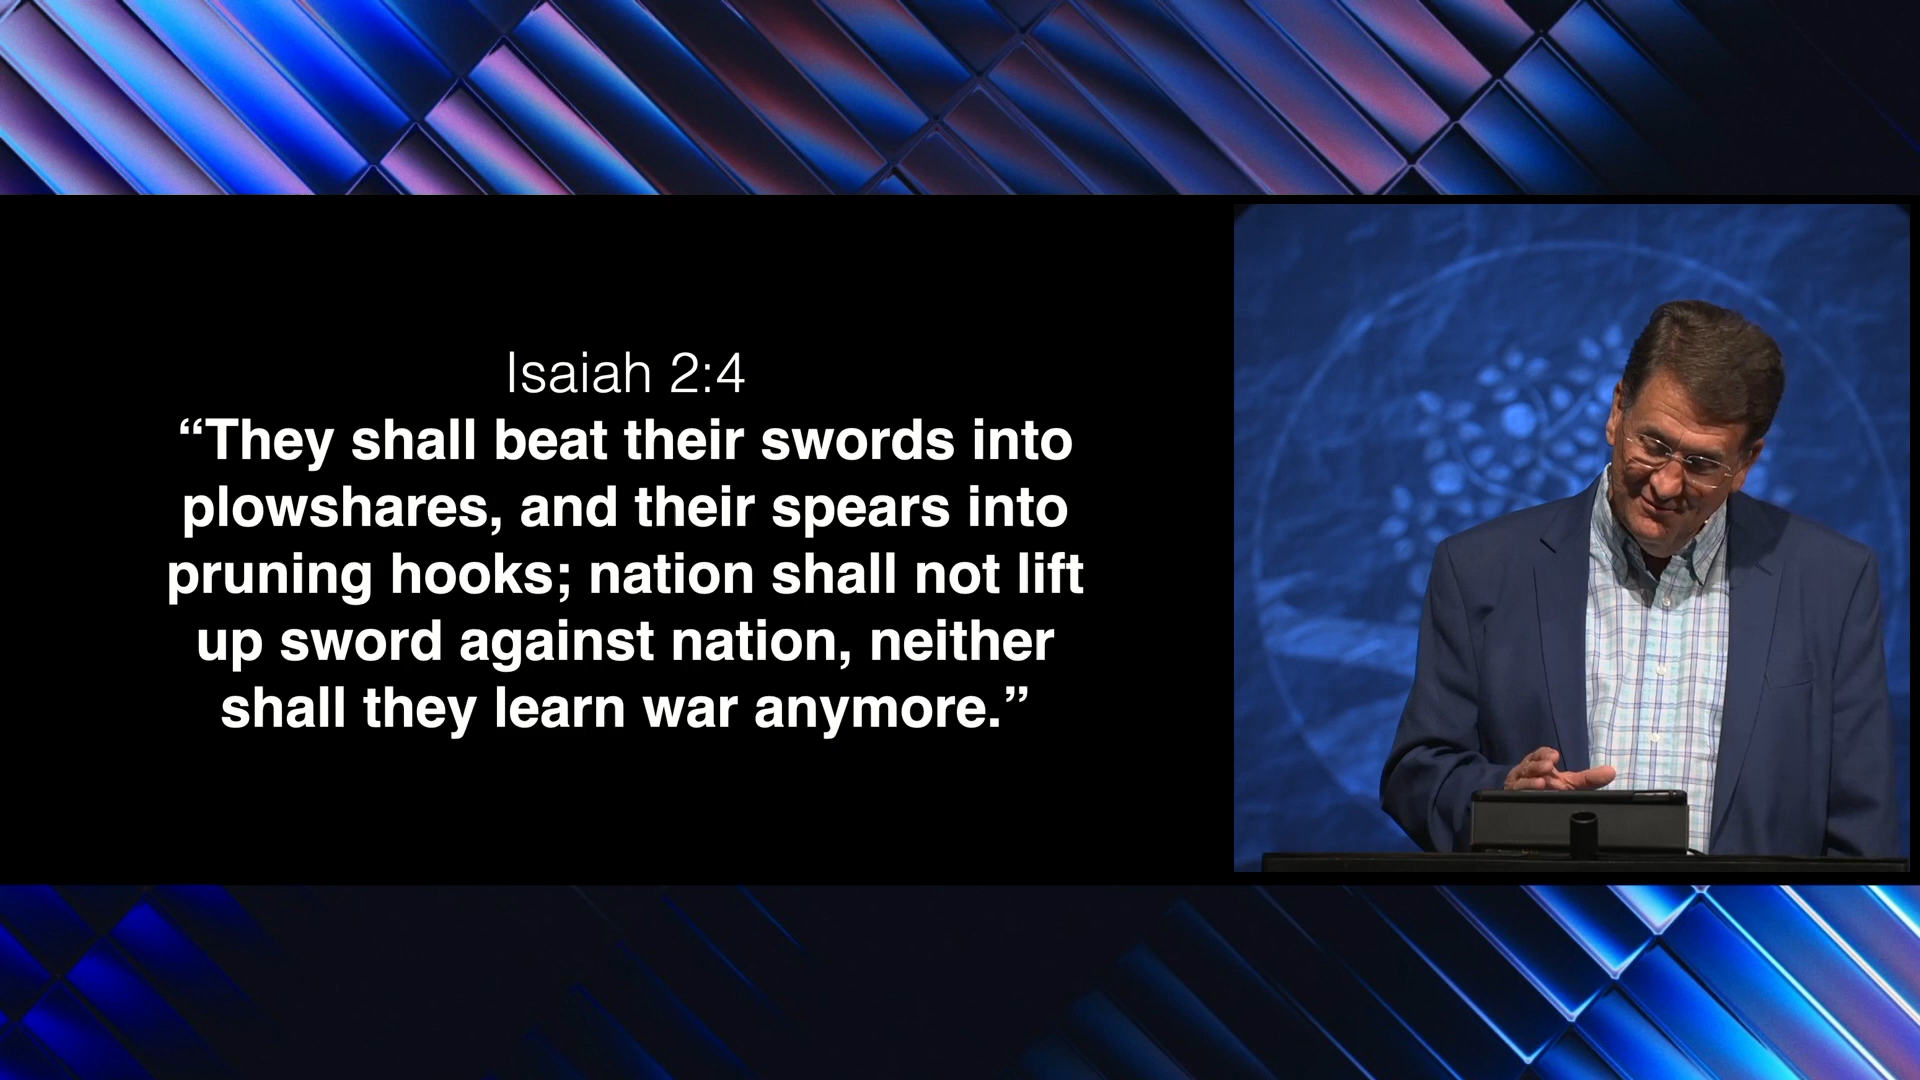 Isaiah 2:4
“They shall beat their swords into
plowshares, and their spears into
pruning hooks; nation shall not lift
up sword against nation, neither
shall they learn war anymore.”